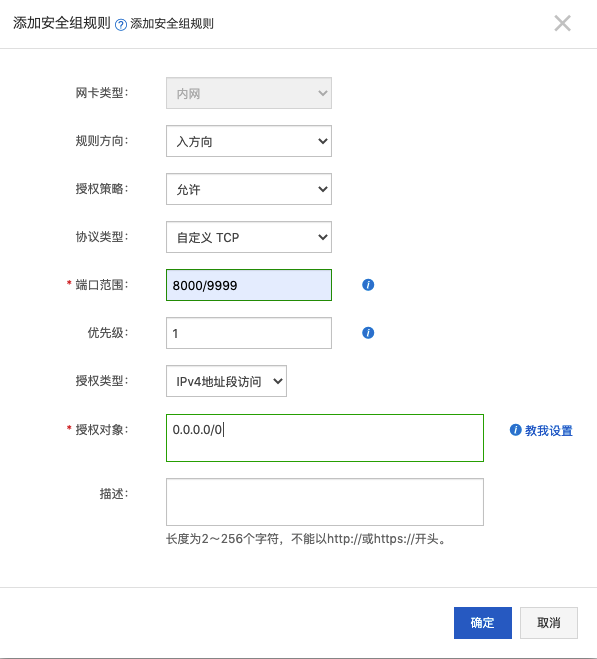 添加安全组规则 ? 添加安全组规则
网卡类型： 内网
规则方向： 入方向
授权策略： 允许
协议类型： 自定义 TCP
* 端口范围： 8000/9999
优先级： 1
授权类型： IPv4地址段访问
* 授权对象： 0.0.0.0/0 i 教我设置
描述：
长度为2～256个字符，不能以http://或https://开头。
确定 取消